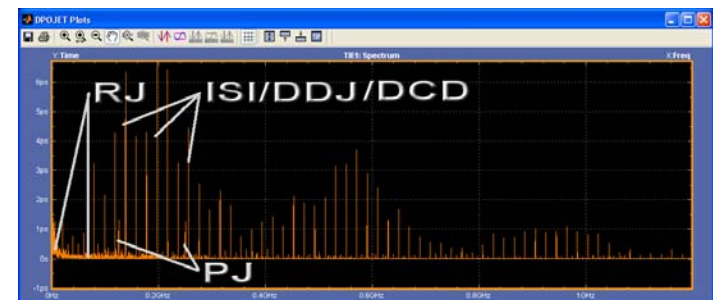 DPOJET Plots
Y:Time TIE1: Spectrum X:Freq
6ps
RJ ISI/DDJ/DCD
5ps
4ps
3ps
2ps
1ps
0s
PJ
-1ps
0Hz 0.2GHz 0.4GHz 0.6GHz 0.8GHz 1GHz